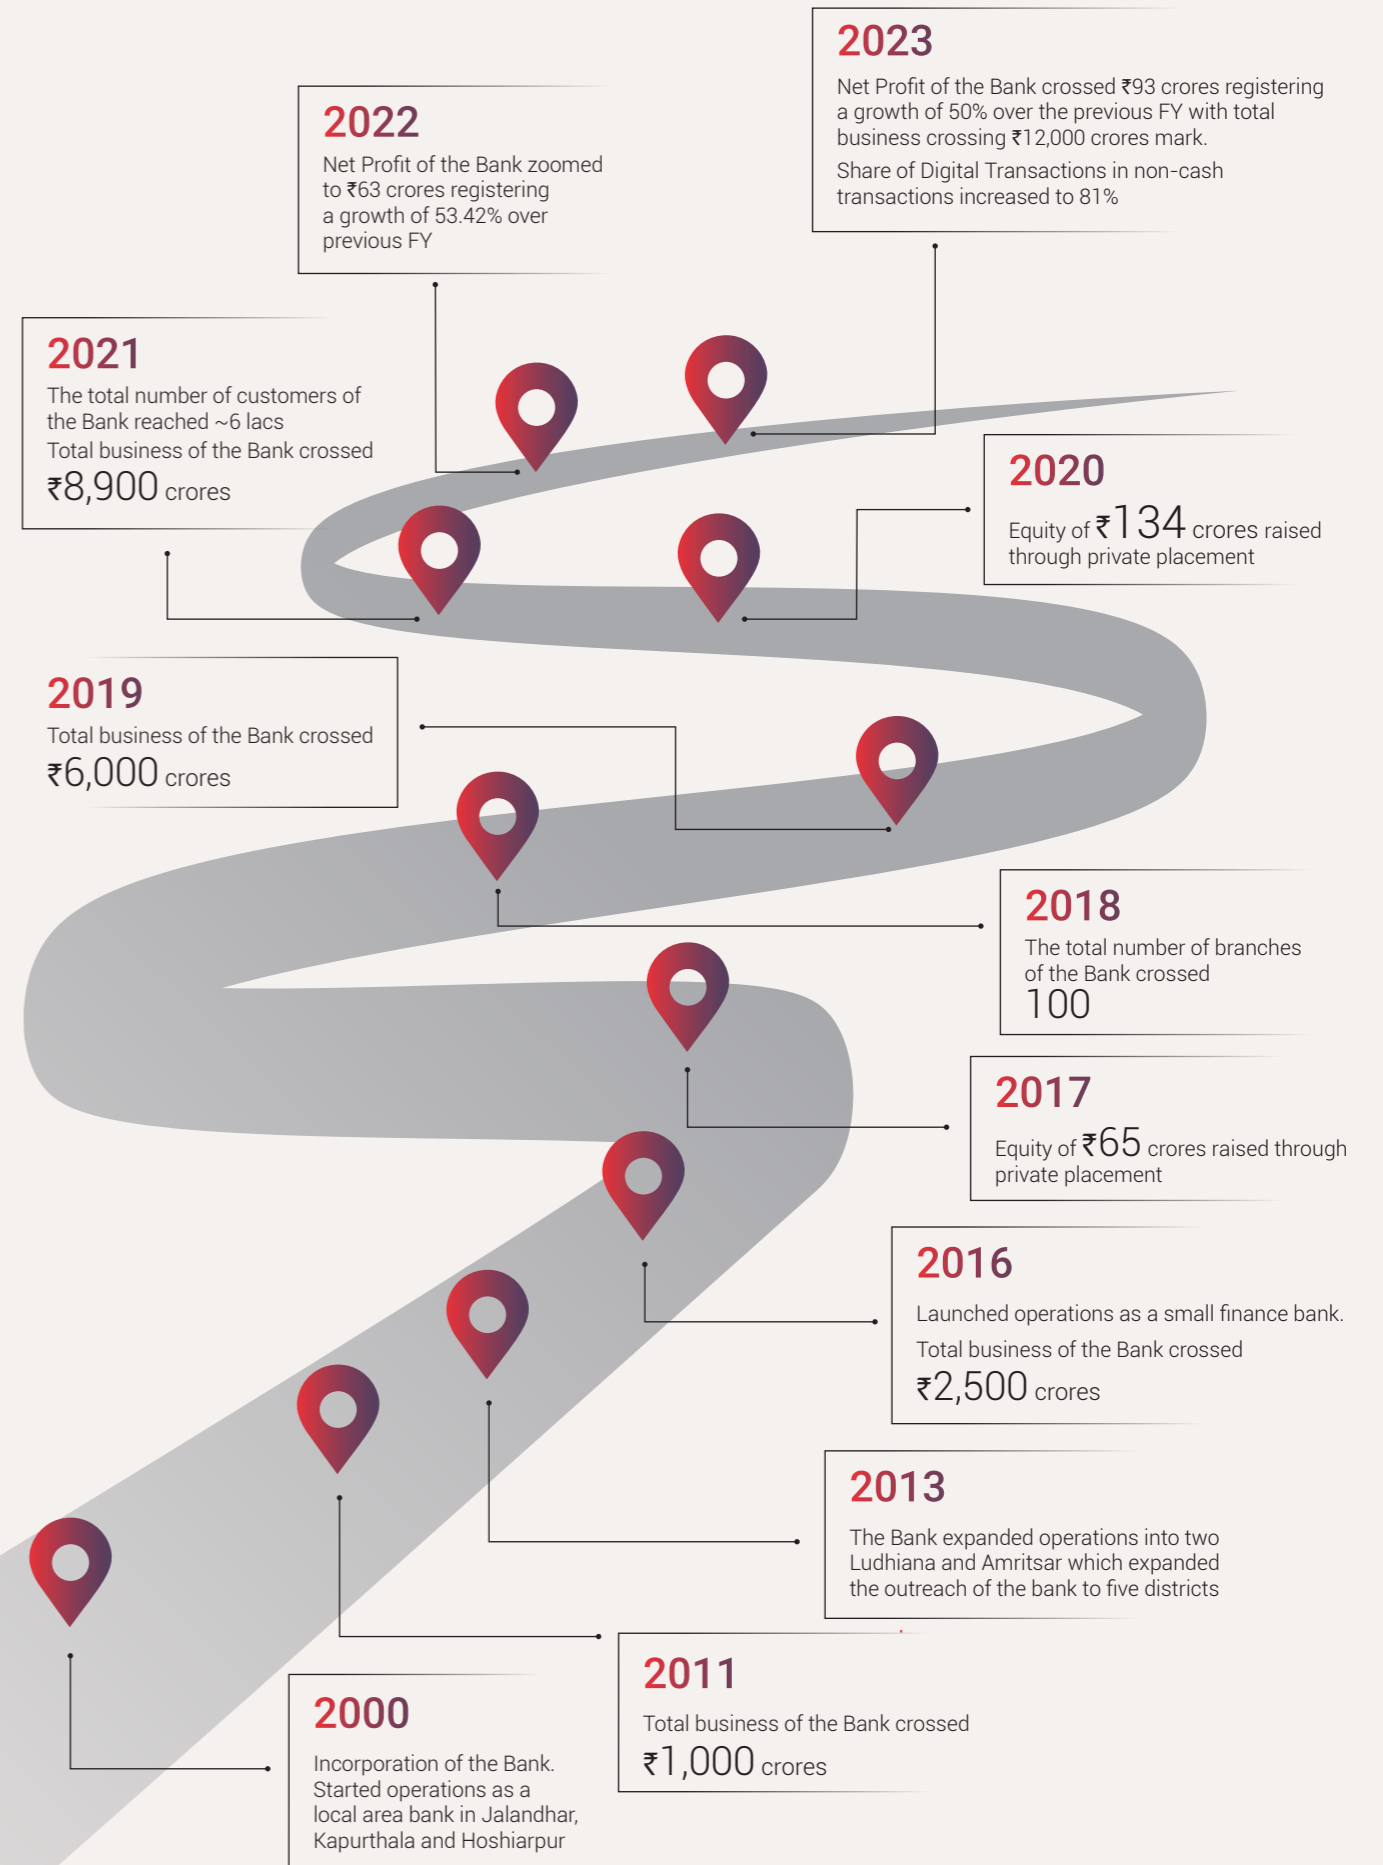 2023
Net Profit of the Bank crossed ₹93 crores registering
a growth of 50% over the previous FY with total
business crossing ₹12,000 crores mark.
Share of Digital Transactions in non-cash
transactions increased to 81%
2022
Net Profit of the Bank zoomed
to ₹63 crores registering
a growth of 53.42% over
previous FY
2021
The total number of customers of
the Bank reached ~6 lacs
Total business of the Bank crossed
₹8,900 crores
2020
Equity of ₹134 crores raised
through private placement
2019
Total business of the Bank crossed
₹6,000 crores
2018
The total number of branches
of the Bank crossed
100
2017
Equity of ₹65 crores raised through
private placement
2016
Launched operations as a small finance bank.
Total business of the Bank crossed
₹2,500 crores
2013
The Bank expanded operations into two
Ludhiana and Amritsar which expanded
the outreach of the bank to five districts
2011
Total business of the Bank crossed
₹1,000 crores
2000
Incorporation of the Bank.
Started operations as a
local area bank in Jalandhar,
Kapurthala and Hoshiarpur